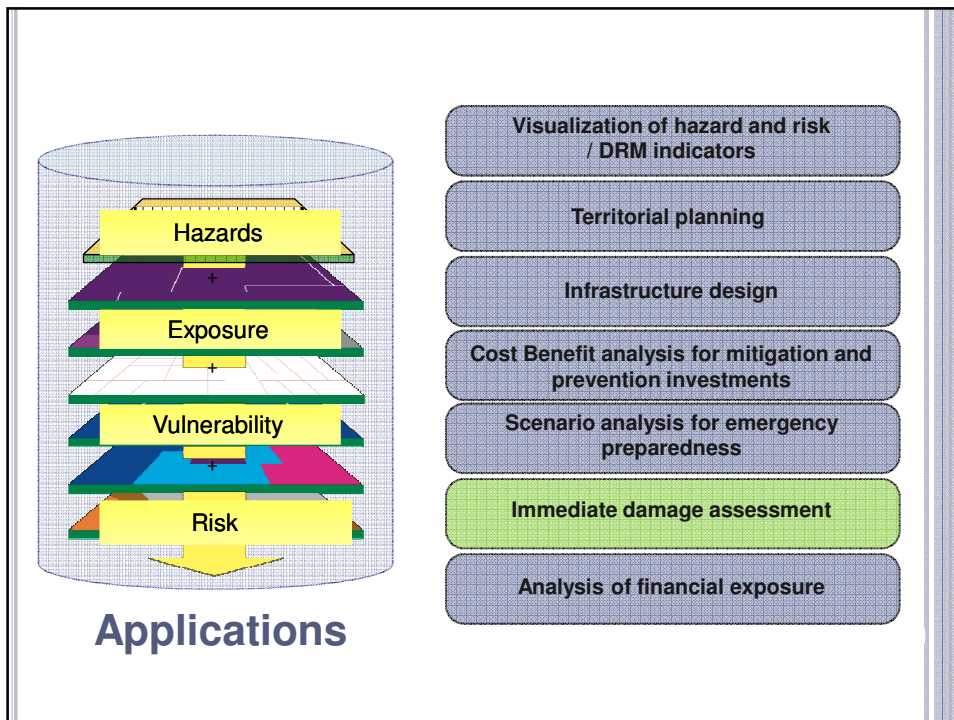 Hazards
+
Exposure
+
Vulnerability
+
Risk
Applications
Visualization of hazard and risk
/ DRM indicators
Territorial planning
Infrastructure design
Cost Benefit analysis for mitigation and
prevention investments
Scenario analysis for emergency
preparedness
Immediate damage assessment
Analysis of financial exposure